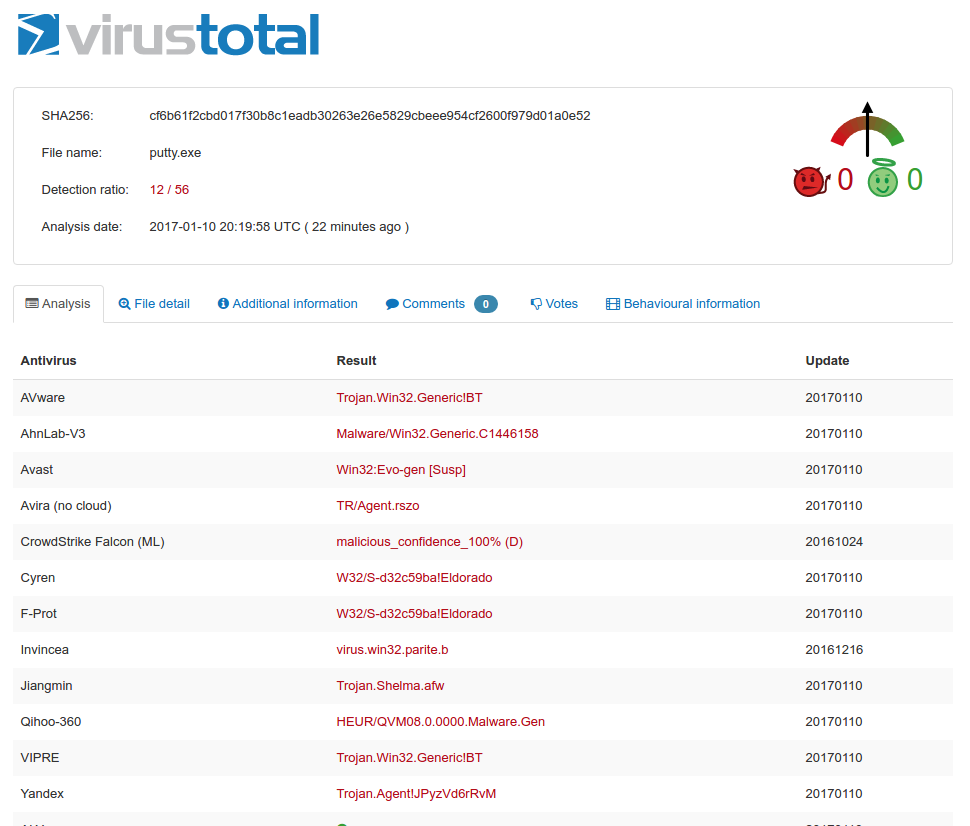 virustotal
SHA256: cf6b61f2cbd017f30b8c1eadb30263e26e5829cbeee954cf2600f979d01a0e52
File name: putty.exe
Detection ratio: 12 / 56
Analysis date: 2017-01-10 20:19:58 UTC ( 22 minutes ago )
0 0
Analysis File detail Additional information Comments 0 Votes Behavioural information
Antivirus Result Update
AVware Trojan.Win32.Generic!BT 20170110
AhnLab-V3 Malware/Win32.Generic.C1446158 20170110
Avast Win32:Evo-gen [Susp] 20170110
Avira (no cloud) TR/Agent.rszo 20170110
CrowdStrike Falcon (ML) malicious_confidence_100% (D) 20161024
Cyren W32/S-d32c59ba!Eldorado 20170110
F-Prot W32/S-d32c59ba!Eldorado 20170110
Invincea virus.win32.parite.b 20161216
Jiangmin Trojan.Shelma.afw 20170110
Qihoo-360 HEUR/QVM08.0.0000.Malware.Gen 20170110
VIPRE Trojan.Win32.Generic!BT 20170110
Yandex Trojan.Agent!JPyzVd6rRvM 20170110